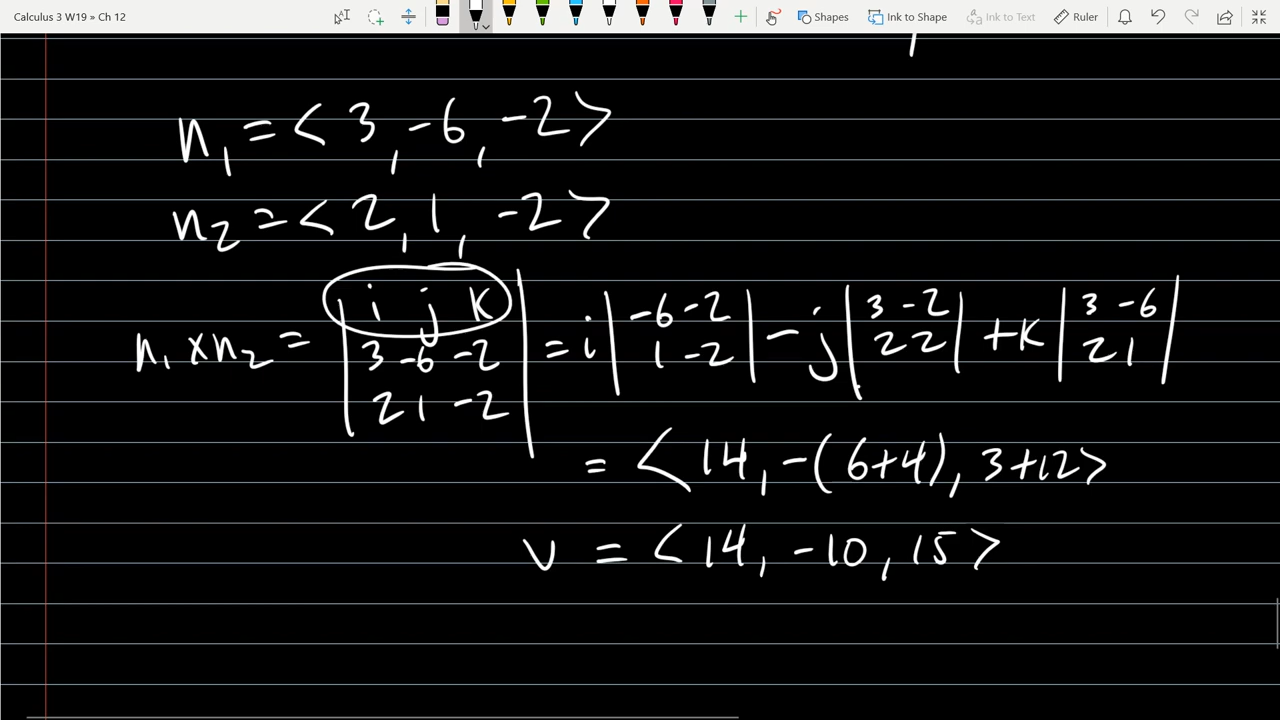 Calculus 3 W19 » Ch 12
Shapes Ink to Shape Ink to Text Ruler
n₁ = < 3, -6, -2 >
n₂ = < 2, 1, -2 >
n₁ × n₂ = | i j k | = i | -6 -2 | - j | 3 -2 | + k | 3 -6 |
| 3 -6 -2 | | 1 -2 | | 2 2 | | 2 1 |
| 2 1 -2 |
= < 14, -(6+4), 3+12 >
v = < 14, -10, 15 >